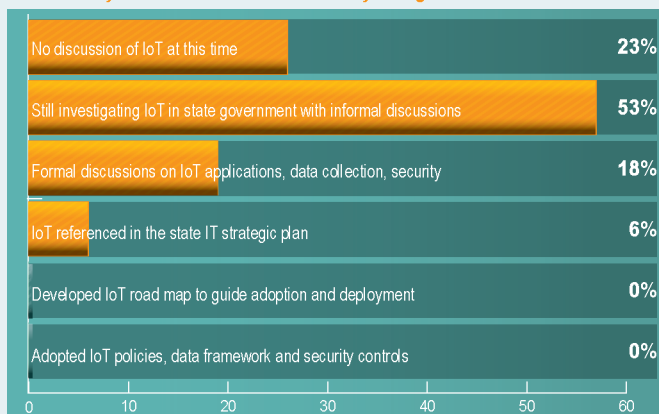 No discussion of IoT at this time 23%
Still investigating IoT in state government with informal discussions 53%
Formal discussions on IoT applications, data collection, security 18%
IoT referenced in the state IT strategic plan 6%
Developed IoT road map to guide adoption and deployment 0%
Adopted IoT policies, data framework and security controls 0%
0 10 20 30 40 50 60